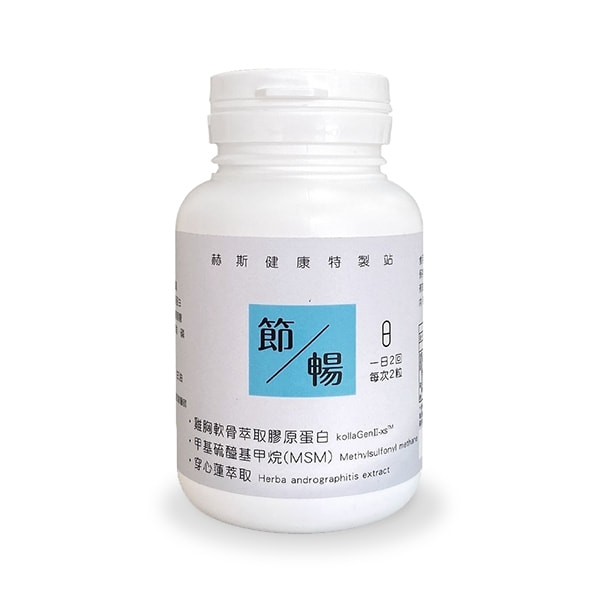 赫斯健康特製站
節/暢
一日2回
每次2粒
・雞胸軟骨萃取膠原蛋白 kollaGenII-xs™
・甲基硫醯基甲烷(MSM) Methylsulfonyl methane
・穿心蓮萃取 Herba andrographitis extract